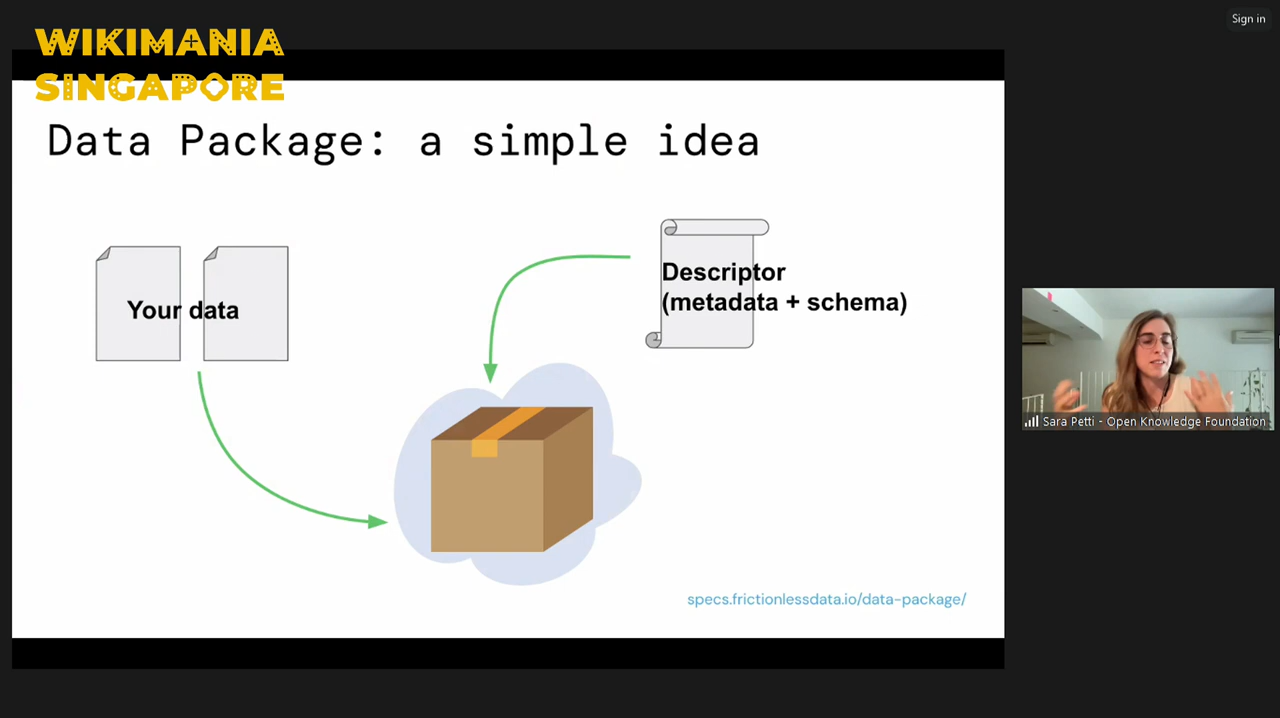 Sign in
WIKIMANIA
SINGAPORE
Data Package: a simple idea
Your data
Descriptor
(metadata + schema)
Sara Petti - Open Knowledge Foundation
specs.frictionlessdata.io/data-package/